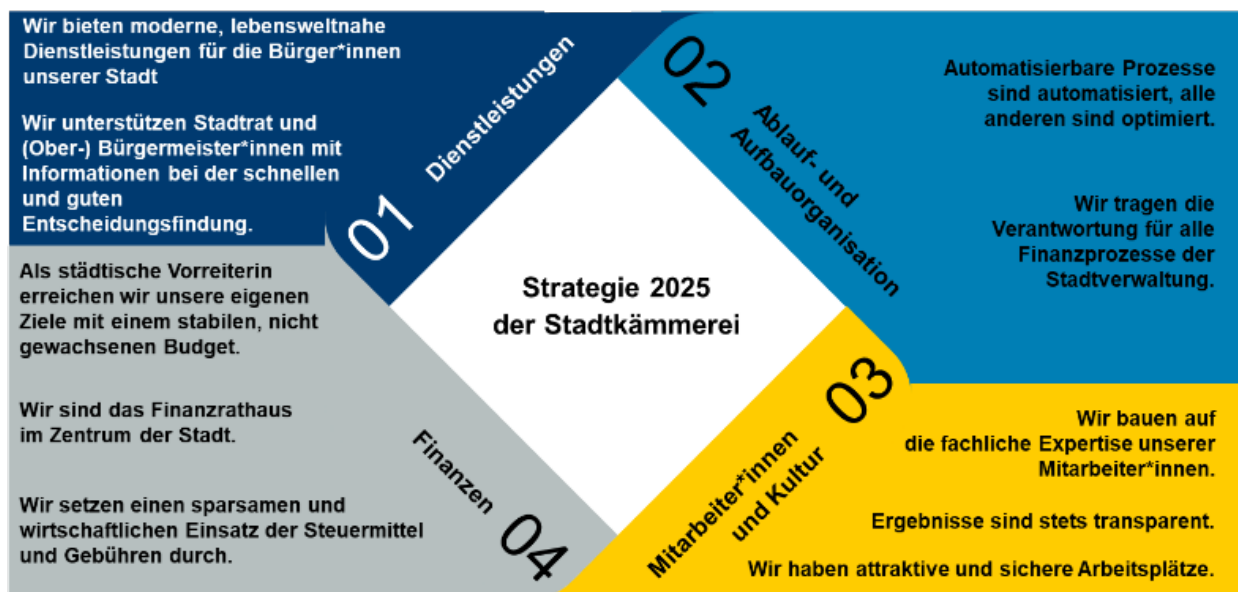 Wir bieten moderne, lebensweltnahe
Dienstleistungen für die Bürger*innen
unserer Stadt
Wir unterstützen Stadtrat und
(Ober-) Bürgermeister*innen mit
Informationen bei der schnellen
und guten
Entscheidungsfindung.
01
Dienstleistungen
02
Ablauf- und
Aufbauorganisation
Automatisierbare Prozesse
sind automatisiert, alle
anderen sind optimiert.
Wir tragen die
Verantwortung für alle
Finanzprozesse der
Stadtverwaltung.
Strategie 2025
der Stadtkämmerei
03
Mitarbeiter*innen
und Kultur
Wir bauen auf
die fachliche Expertise unserer
Mitarbeiter*innen.
Ergebnisse sind stets transparent.
Wir haben attraktive und sichere Arbeitsplätze.
Als städtische Vorreiterin
erreichen wir unsere eigenen
Ziele mit einem stabilen, nicht
gewachsenen Budget.
Wir sind das Finanzrathaus
im Zentrum der Stadt.
Wir setzen einen sparsamen und
wirtschaftlichen Einsatz der Steuermittel
und Gebühren durch.
Finanzen
04